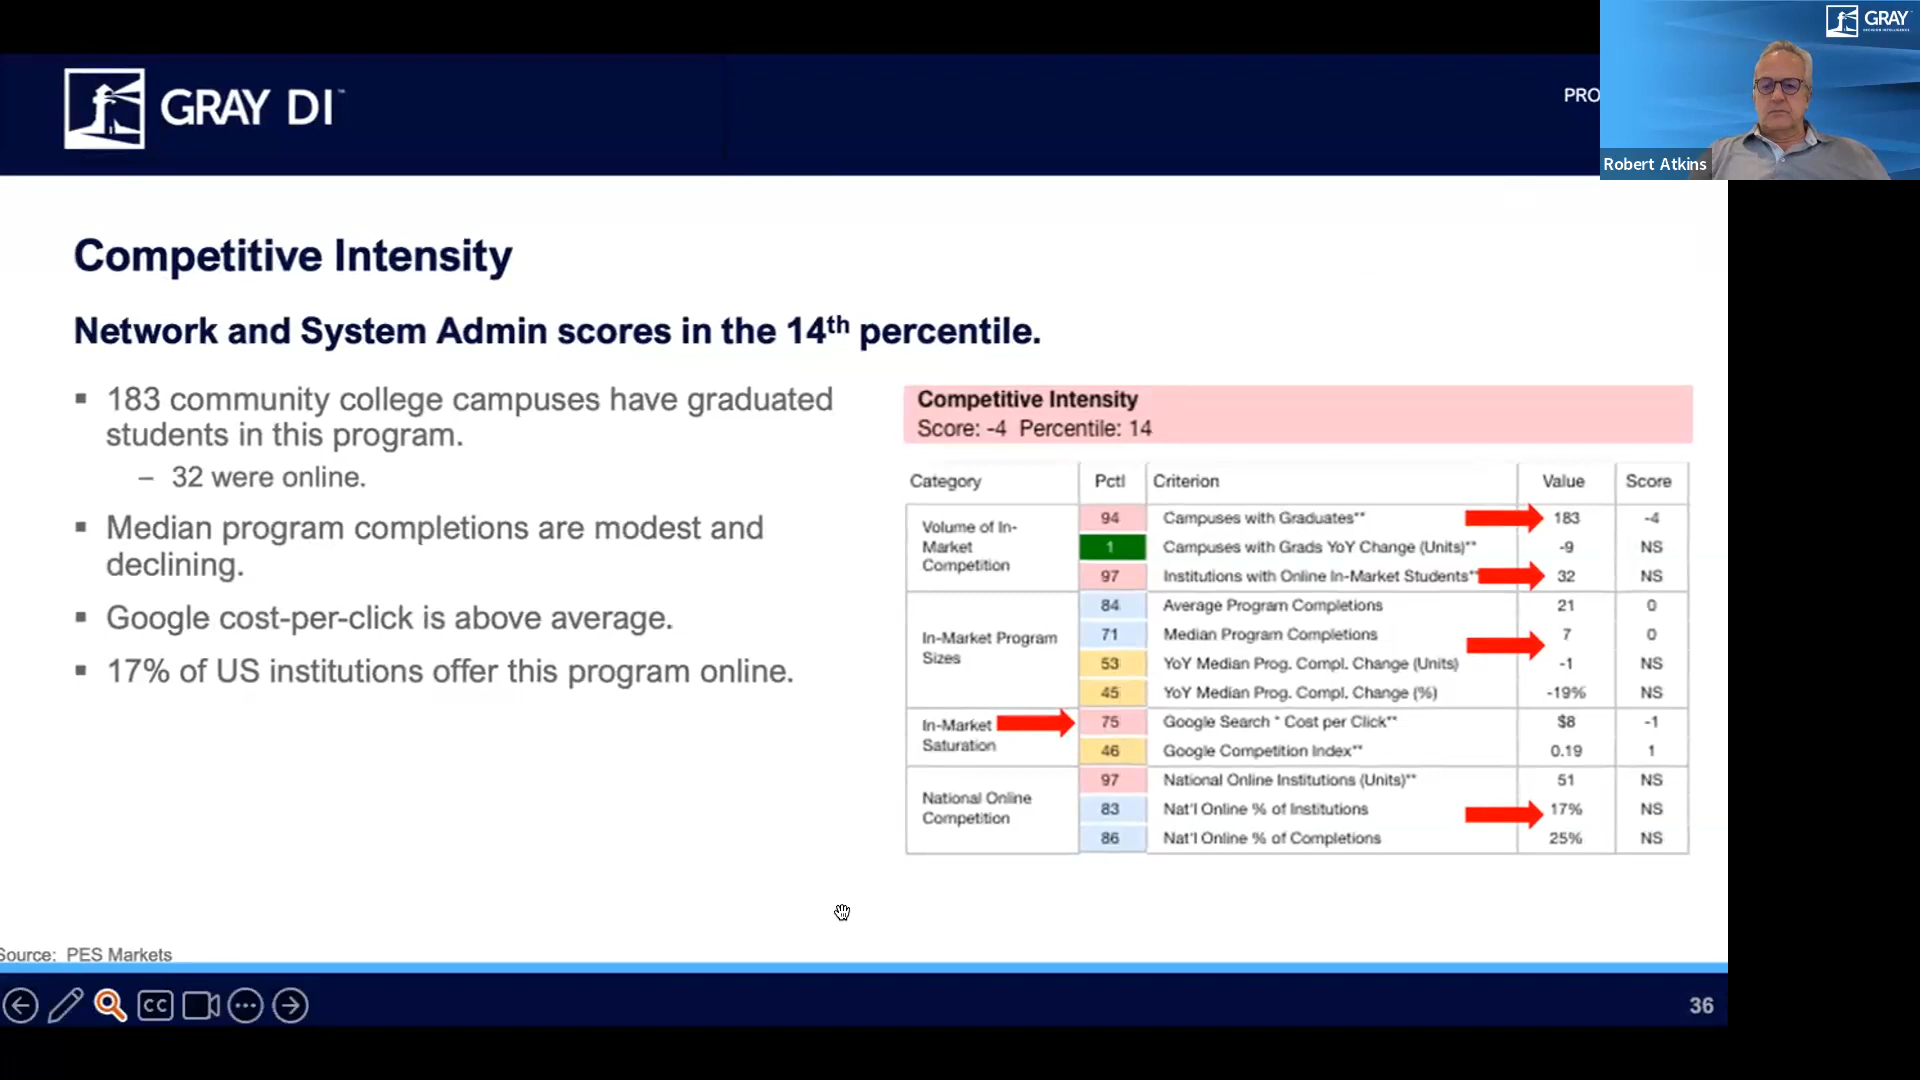 GRAY
GRAY DI™
PRO
Robert Atkins
Competitive Intensity
Network and System Admin scores in the 14th percentile.
▪ 183 community college campuses have graduated
students in this program.
– 32 were online.
▪ Median program completions are modest and
declining.
▪ Google cost-per-click is above average.
▪ 17% of US institutions offer this program online.
Competitive Intensity
Score: -4 Percentile: 14
Category Pctl Criterion Value Score
Volume of In-
Market
Competition
94 Campuses with Graduates** 183 -4
1 Campuses with Grads YoY Change (Units)** -9 NS
97 Institutions with Online In-Market Students** 32 NS
In-Market Program
Sizes
84 Average Program Completions 21 0
71 Median Program Completions 7 0
53 YoY Median Prog. Compl. Change (Units) -1 NS
45 YoY Median Prog. Compl. Change (%) -19% NS
In-Market
Saturation
75 Google Search * Cost per Click** $8 -1
46 Google Competition Index** 0.19 1
National Online
Competition
97 National Online Institutions (Units)** 51 NS
83 Nat'l Online % of Institutions 17% NS
86 Nat'l Online % of Completions 25% NS
Source: PES Markets
CC
36